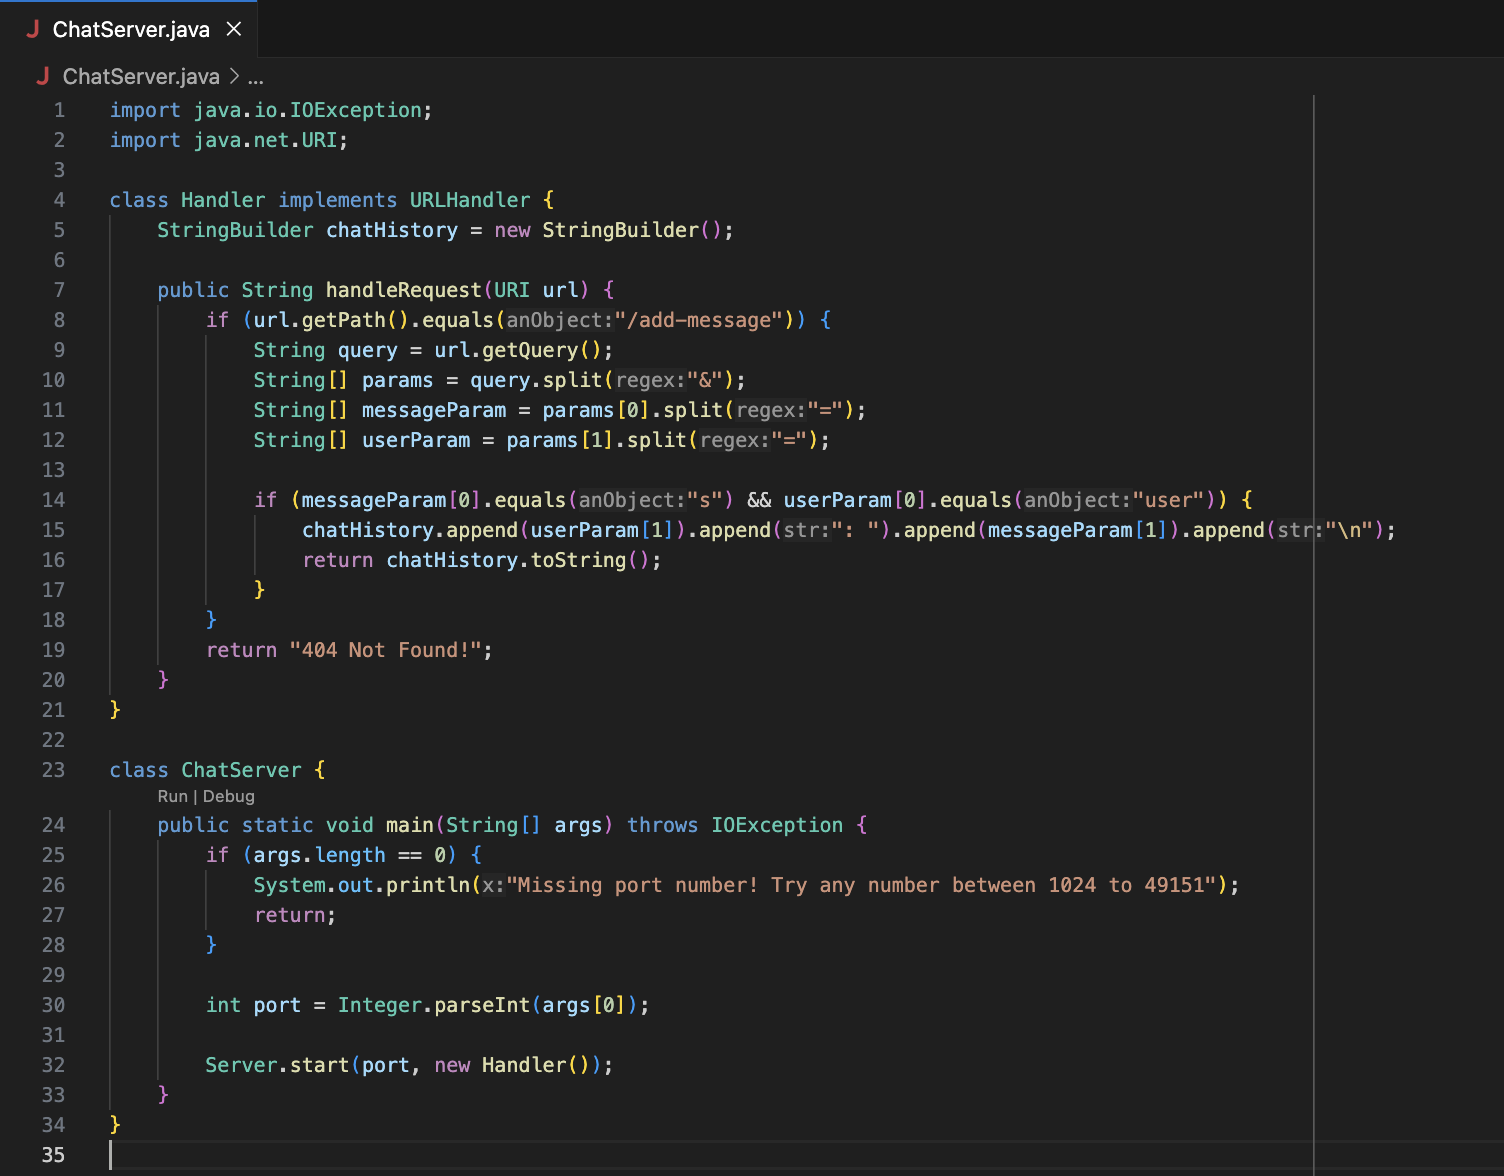 J ChatServer.java ×
J ChatServer.java > ...
1 import java.io.IOException;
2 import java.net.URI;
3
4 class Handler implements URLHandler {
5     StringBuilder chatHistory = new StringBuilder();
6
7     public String handleRequest(URI url) {
8         if (url.getPath().equals(anObject:"/add-message")) {
9             String query = url.getQuery();
10             String[] params = query.split(regex:"&");
11             String[] messageParam = params[0].split(regex:"=");
12             String[] userParam = params[1].split(regex:"=");
13
14             if (messageParam[0].equals(anObject:"s") && userParam[0].equals(anObject:"user")) {
15                 chatHistory.append(userParam[1]).append(str:": ").append(messageParam[1]).append(str:"\n");
16                 return chatHistory.toString();
17             }
18         }
19         return "404 Not Found!";
20     }
21 }
22
23 class ChatServer {
Run | Debug
24     public static void main(String[] args) throws IOException {
25         if (args.length == 0) {
26             System.out.println(x:"Missing port number! Try any number between 1024 to 49151");
27             return;
28         }
29
30         int port = Integer.parseInt(args[0]);
31
32         Server.start(port, new Handler());
33     }
34 }
35